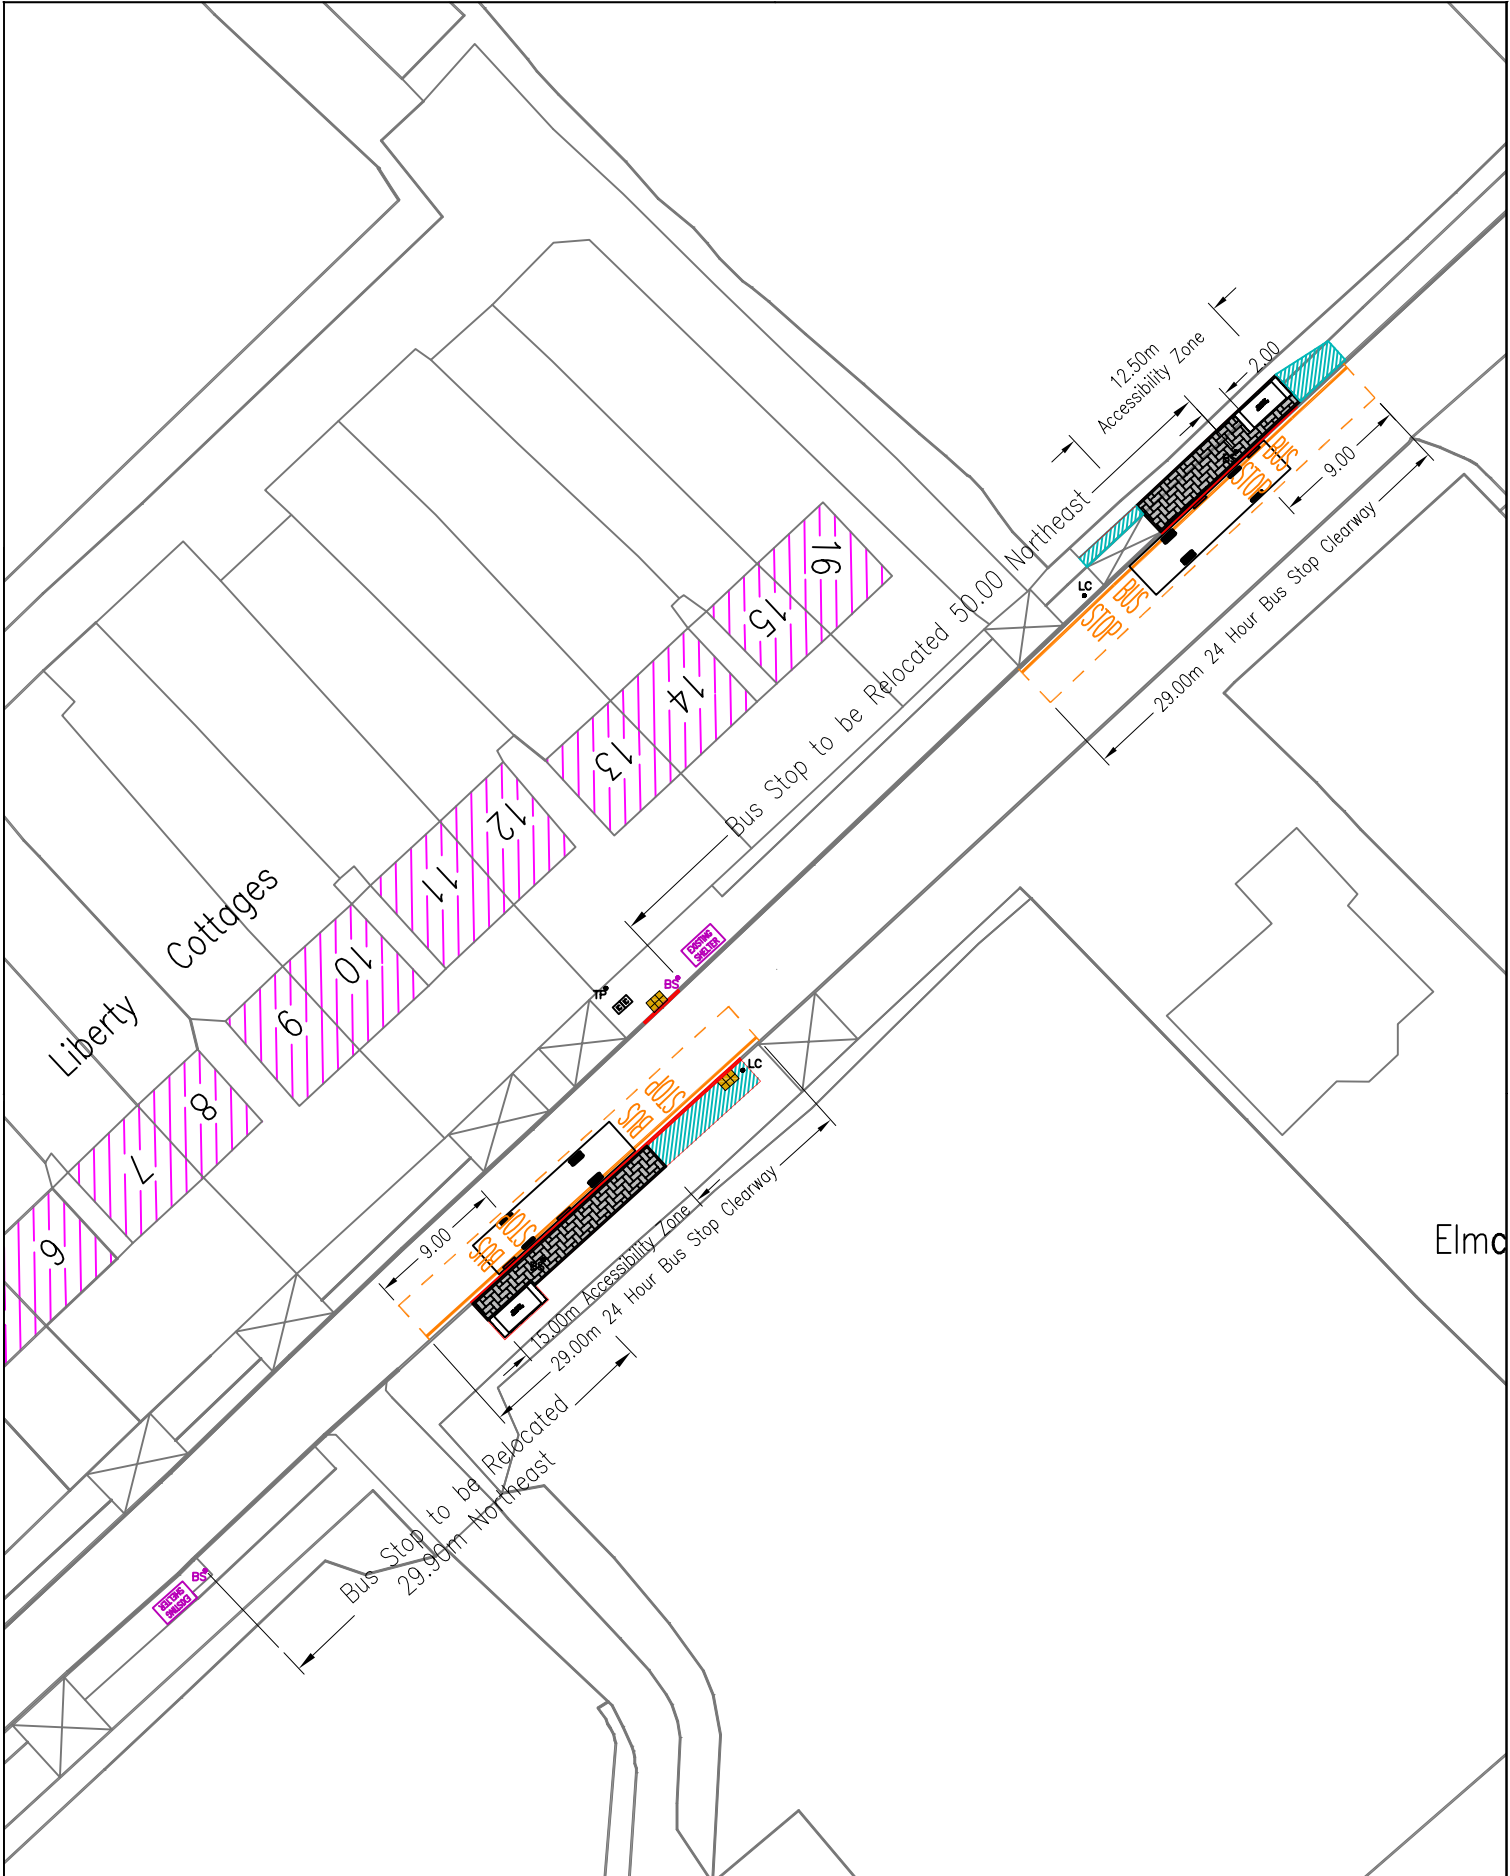 12.50m
Accessibility Zone
2.00
BUS
STOP
9.00
BUS
STOP
29.00m 24 Hour Bus Stop Clearway
LC
Bus Stop to be Relocated 50.00 Northeast
16
15
14
13
12
11
10
9
8
7
6
Liberty
Cottages
EXISTING
SHELTER
BS
TP
LC
BUS
STOP
BUS
STOP
9.00
15.00m Accessibility Zone
29.00m 24 Hour Bus Stop Clearway
Bus Stop to be Relocated
29.90m Northeast
BS
EXISTING
SHELTER
Elmo